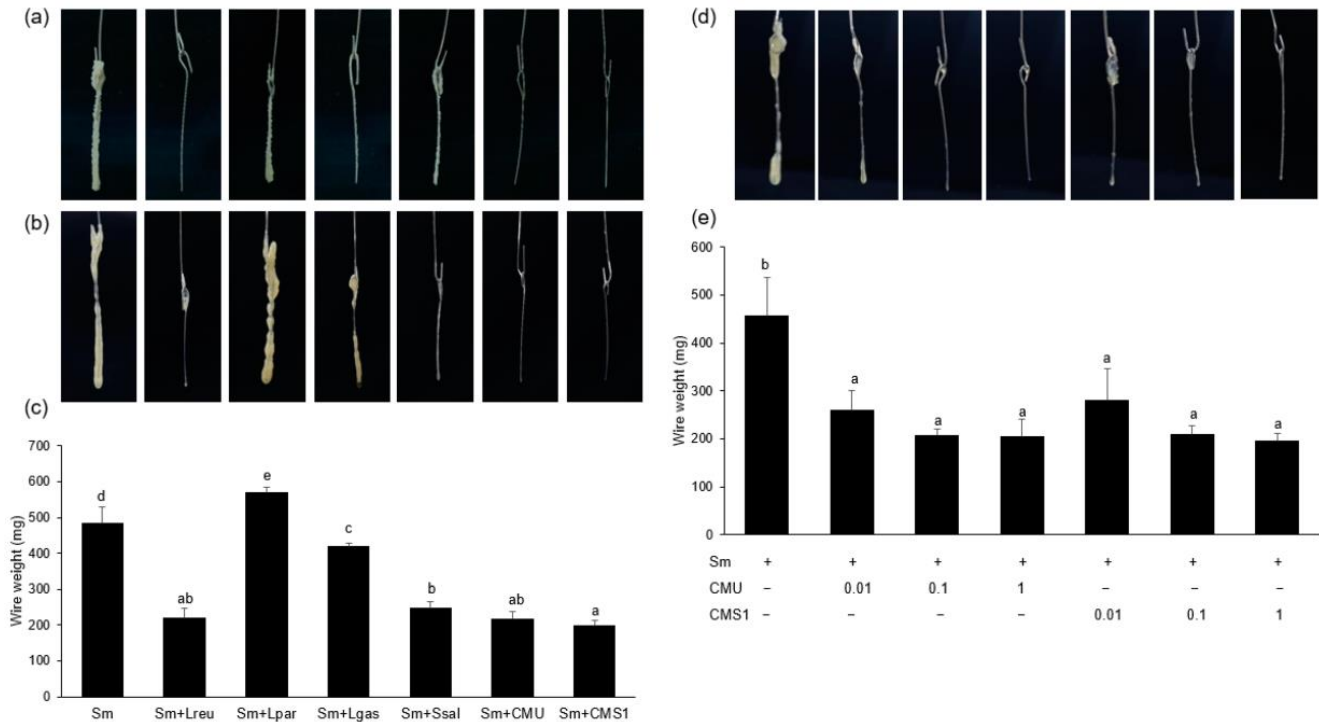 (a)
(b)
(c)
Wire weight (mg)
700
600
500
400
300
200
100
0
d
ab
e
c
b
ab
a
Sm Sm+Lreu Sm+Lpar Sm+Lgas Sm+Ssal Sm+CMU Sm+CMS1
(d)
(e)
Wire weight (mg)
600
500
400
300
200
100
0
b
a
a
a
a
a
a
Sm + + + + + + +
CMU – 0.01 0.1 1 – – –
CMS1 – – – – 0.01 0.1 1